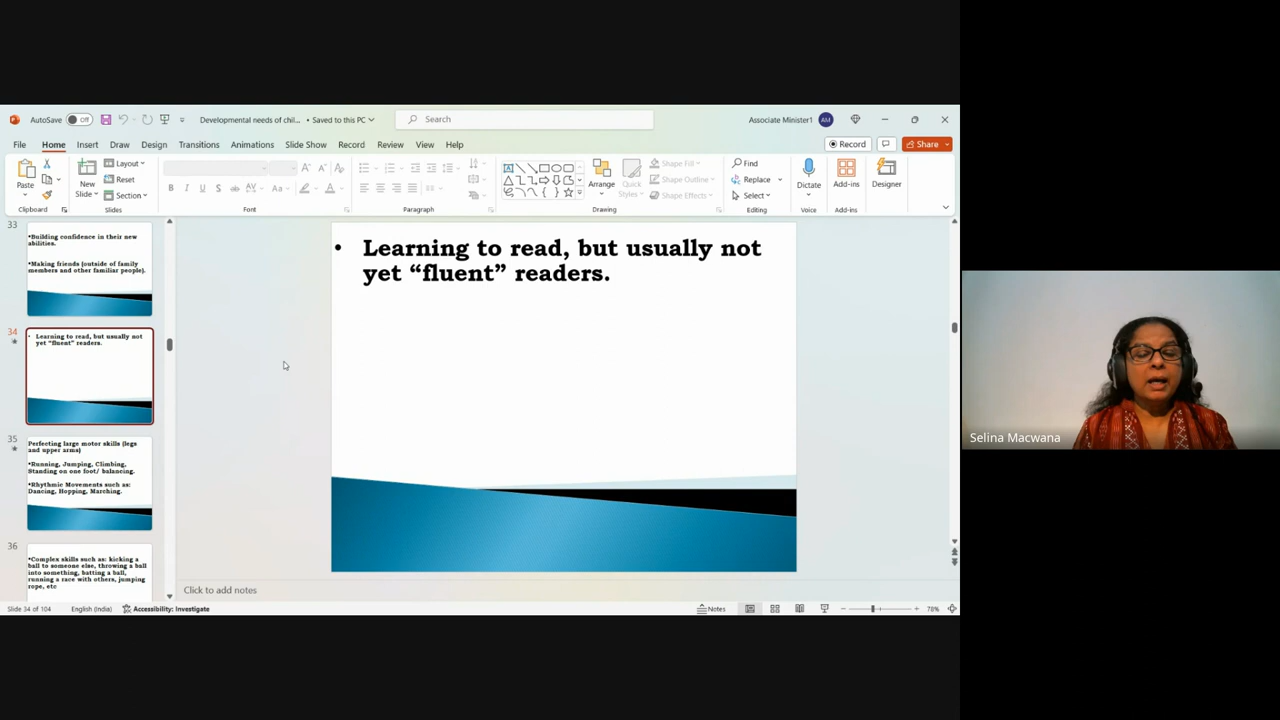 AutoSave Off Developmental needs of chil... • Saved to this PC Search Associate Minister1 AM
File Home Insert Draw Design Transitions Animations Slide Show Record Review View Help Record Share
Paste
Clipboard
New
Slide
Layout
Reset
Section
Slides
B I U S ab AV Aa A
A A A
Font
Paragraph
Arrange
Quick
Styles
Shape Fill
Shape Outline
Shape Effects
Drawing
Find
Replace
Select
Editing
Dictate
Voice
Add-ins
Add-ins
Designer
33
•Building confidence in their new
abilities.
•Making friends (outside of family
members and other familiar people).
34
• Learning to read, but usually not
yet “fluent” readers.
35
Perfecting large motor skills (legs
and upper arms)
•Running, Jumping, Climbing,
Standing on one foot/ balancing.
•Rhythmic Movements such as:
Dancing, Hopping, Marching.
36
•Complex skills such as: kicking a
ball to someone else, throwing a ball
into something, batting a ball,
running a race with others, jumping
rope, etc
• Learning to read, but usually not
yet “fluent” readers.
Click to add notes
Slide 34 of 104 English (India) Accessibility: Investigate Notes 78%
Selina Macwana